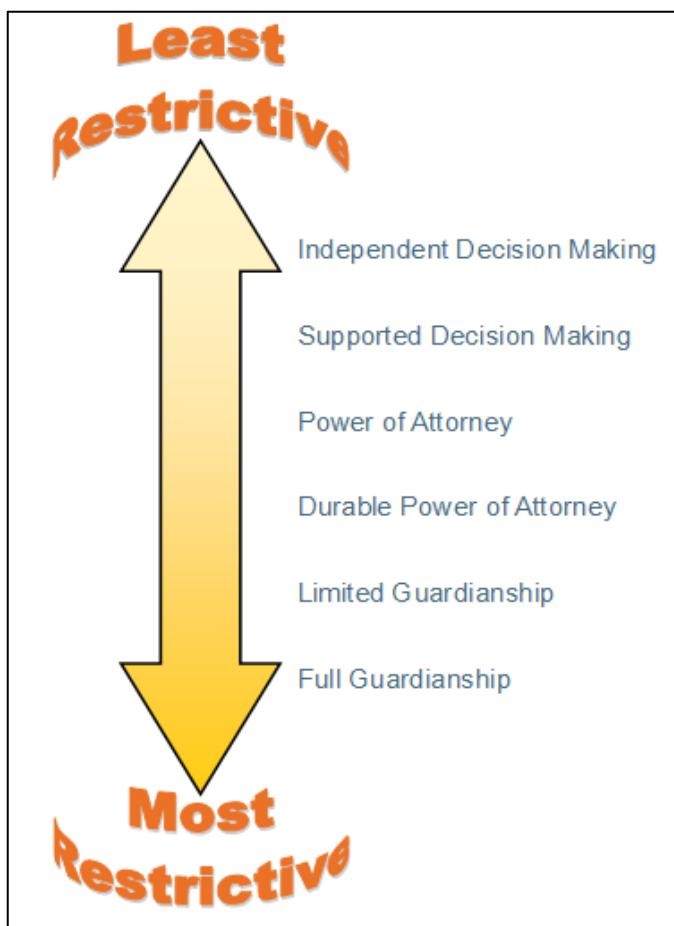 Least
Restrictive
Independent Decision Making
Supported Decision Making
Power of Attorney
Durable Power of Attorney
Limited Guardianship
Full Guardianship
Most
Restrictive